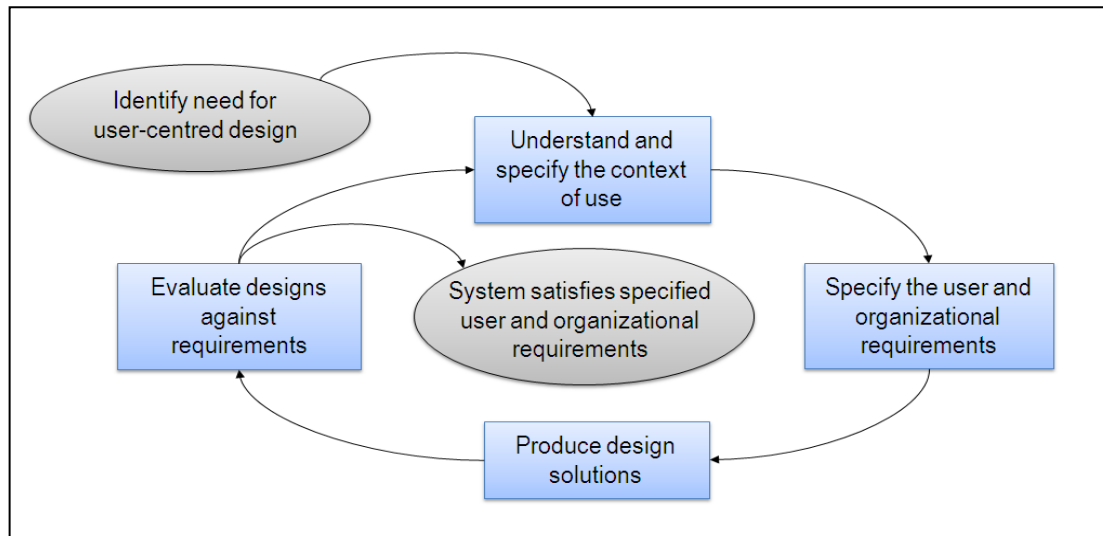 Identify need for
user-centred design
Understand and
specify the context
of use
Specify the user and
organizational
requirements
Produce design
solutions
Evaluate designs
against
requirements
System satisfies specified
user and organizational
requirements